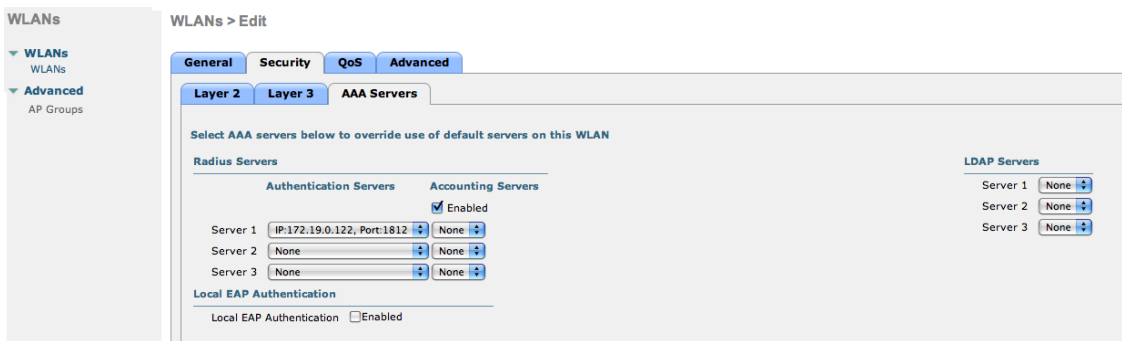 WLANs
WLANs > Edit
WLANs
WLANs
Advanced
AP Groups
General Security QoS Advanced
Layer 2 Layer 3 AAA Servers
Select AAA servers below to override use of default servers on this WLAN
Radius Servers
LDAP Servers
Authentication Servers Accounting Servers
Enabled
Server 1 IP:172.19.0.122, Port:1812 None
Server 2 None None
Server 3 None None
Server 1 None
Server 2 None
Server 3 None
Local EAP Authentication
Local EAP Authentication Enabled